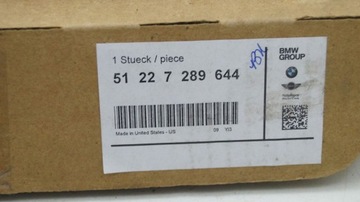 1 Stueck / piece
51 22 7 289 644
Made in United States - US
BMW
GROUP